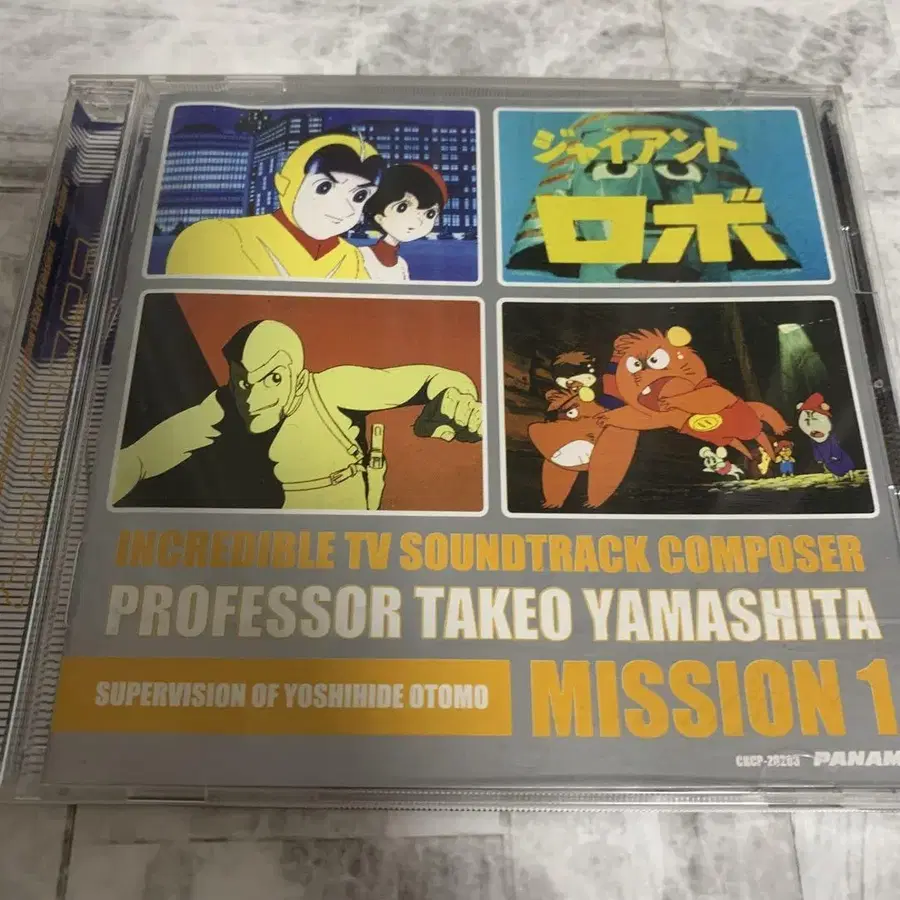 ジャイアント
ロボ
INCREDIBLE TV SOUNDTRACK COMPOSER
PROFESSOR TAKEO YAMASHITA
SUPERVISION OF YOSHIHIDE OTOMO
MISSION 1
PANAM